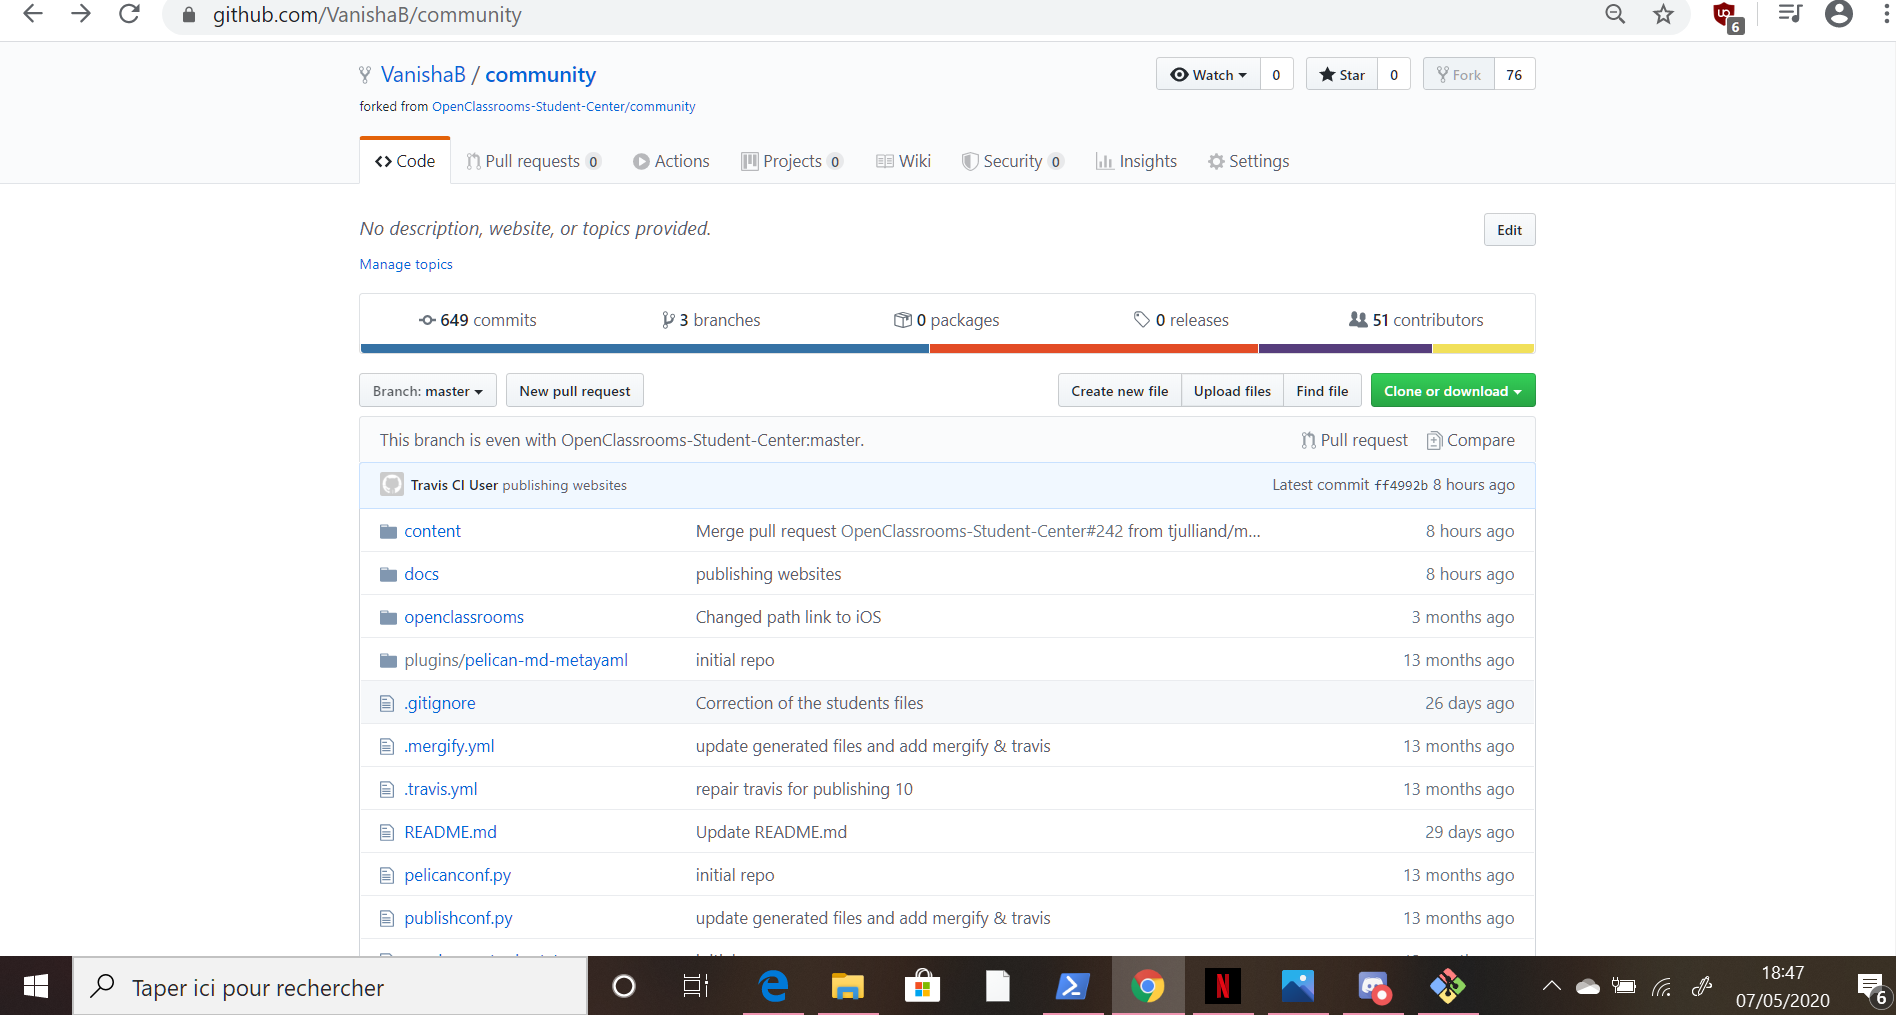 github.com/VanishaB/community
6
VanishaB / community
Watch 0 Star 0 Fork 76
forked from OpenClassrooms-Student-Center/community
Code Pull requests 0 Actions Projects 0 Wiki Security 0 Insights Settings
No description, website, or topics provided.
Edit
Manage topics
649 commits 3 branches 0 packages 0 releases 51 contributors
Branch: master New pull request Create new file Upload files Find file Clone or download
This branch is even with OpenClassrooms-Student-Center:master. Pull request Compare
Travis CI User publishing websites Latest commit ff4992b 8 hours ago
content Merge pull request OpenClassrooms-Student-Center#242 from tjulliand/m... 8 hours ago
docs publishing websites 8 hours ago
openclassrooms Changed path link to iOS 3 months ago
plugins/pelican-md-metayaml initial repo 13 months ago
.gitignore Correction of the students files 26 days ago
.mergify.yml update generated files and add mergify & travis 13 months ago
.travis.yml repair travis for publishing 10 13 months ago
README.md Update README.md 29 days ago
pelicanconf.py initial repo 13 months ago
publishconf.py update generated files and add mergify & travis 13 months ago
Taper ici pour rechercher
18:47
07/05/2020
6